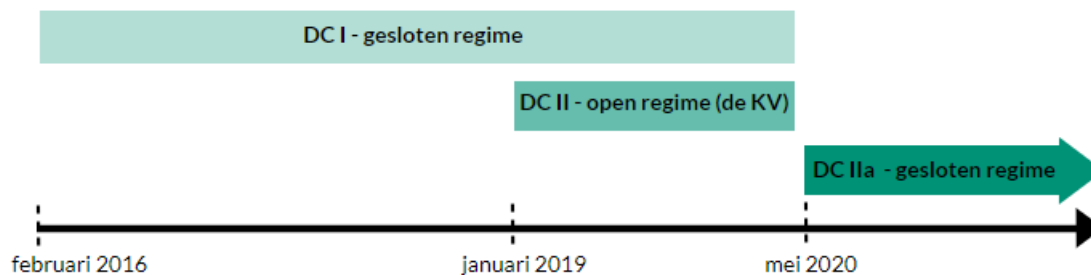 DC I - gesloten regime
DC II - open regime (de KV)
DC IIa - gesloten regime
februari 2016
januari 2019
mei 2020